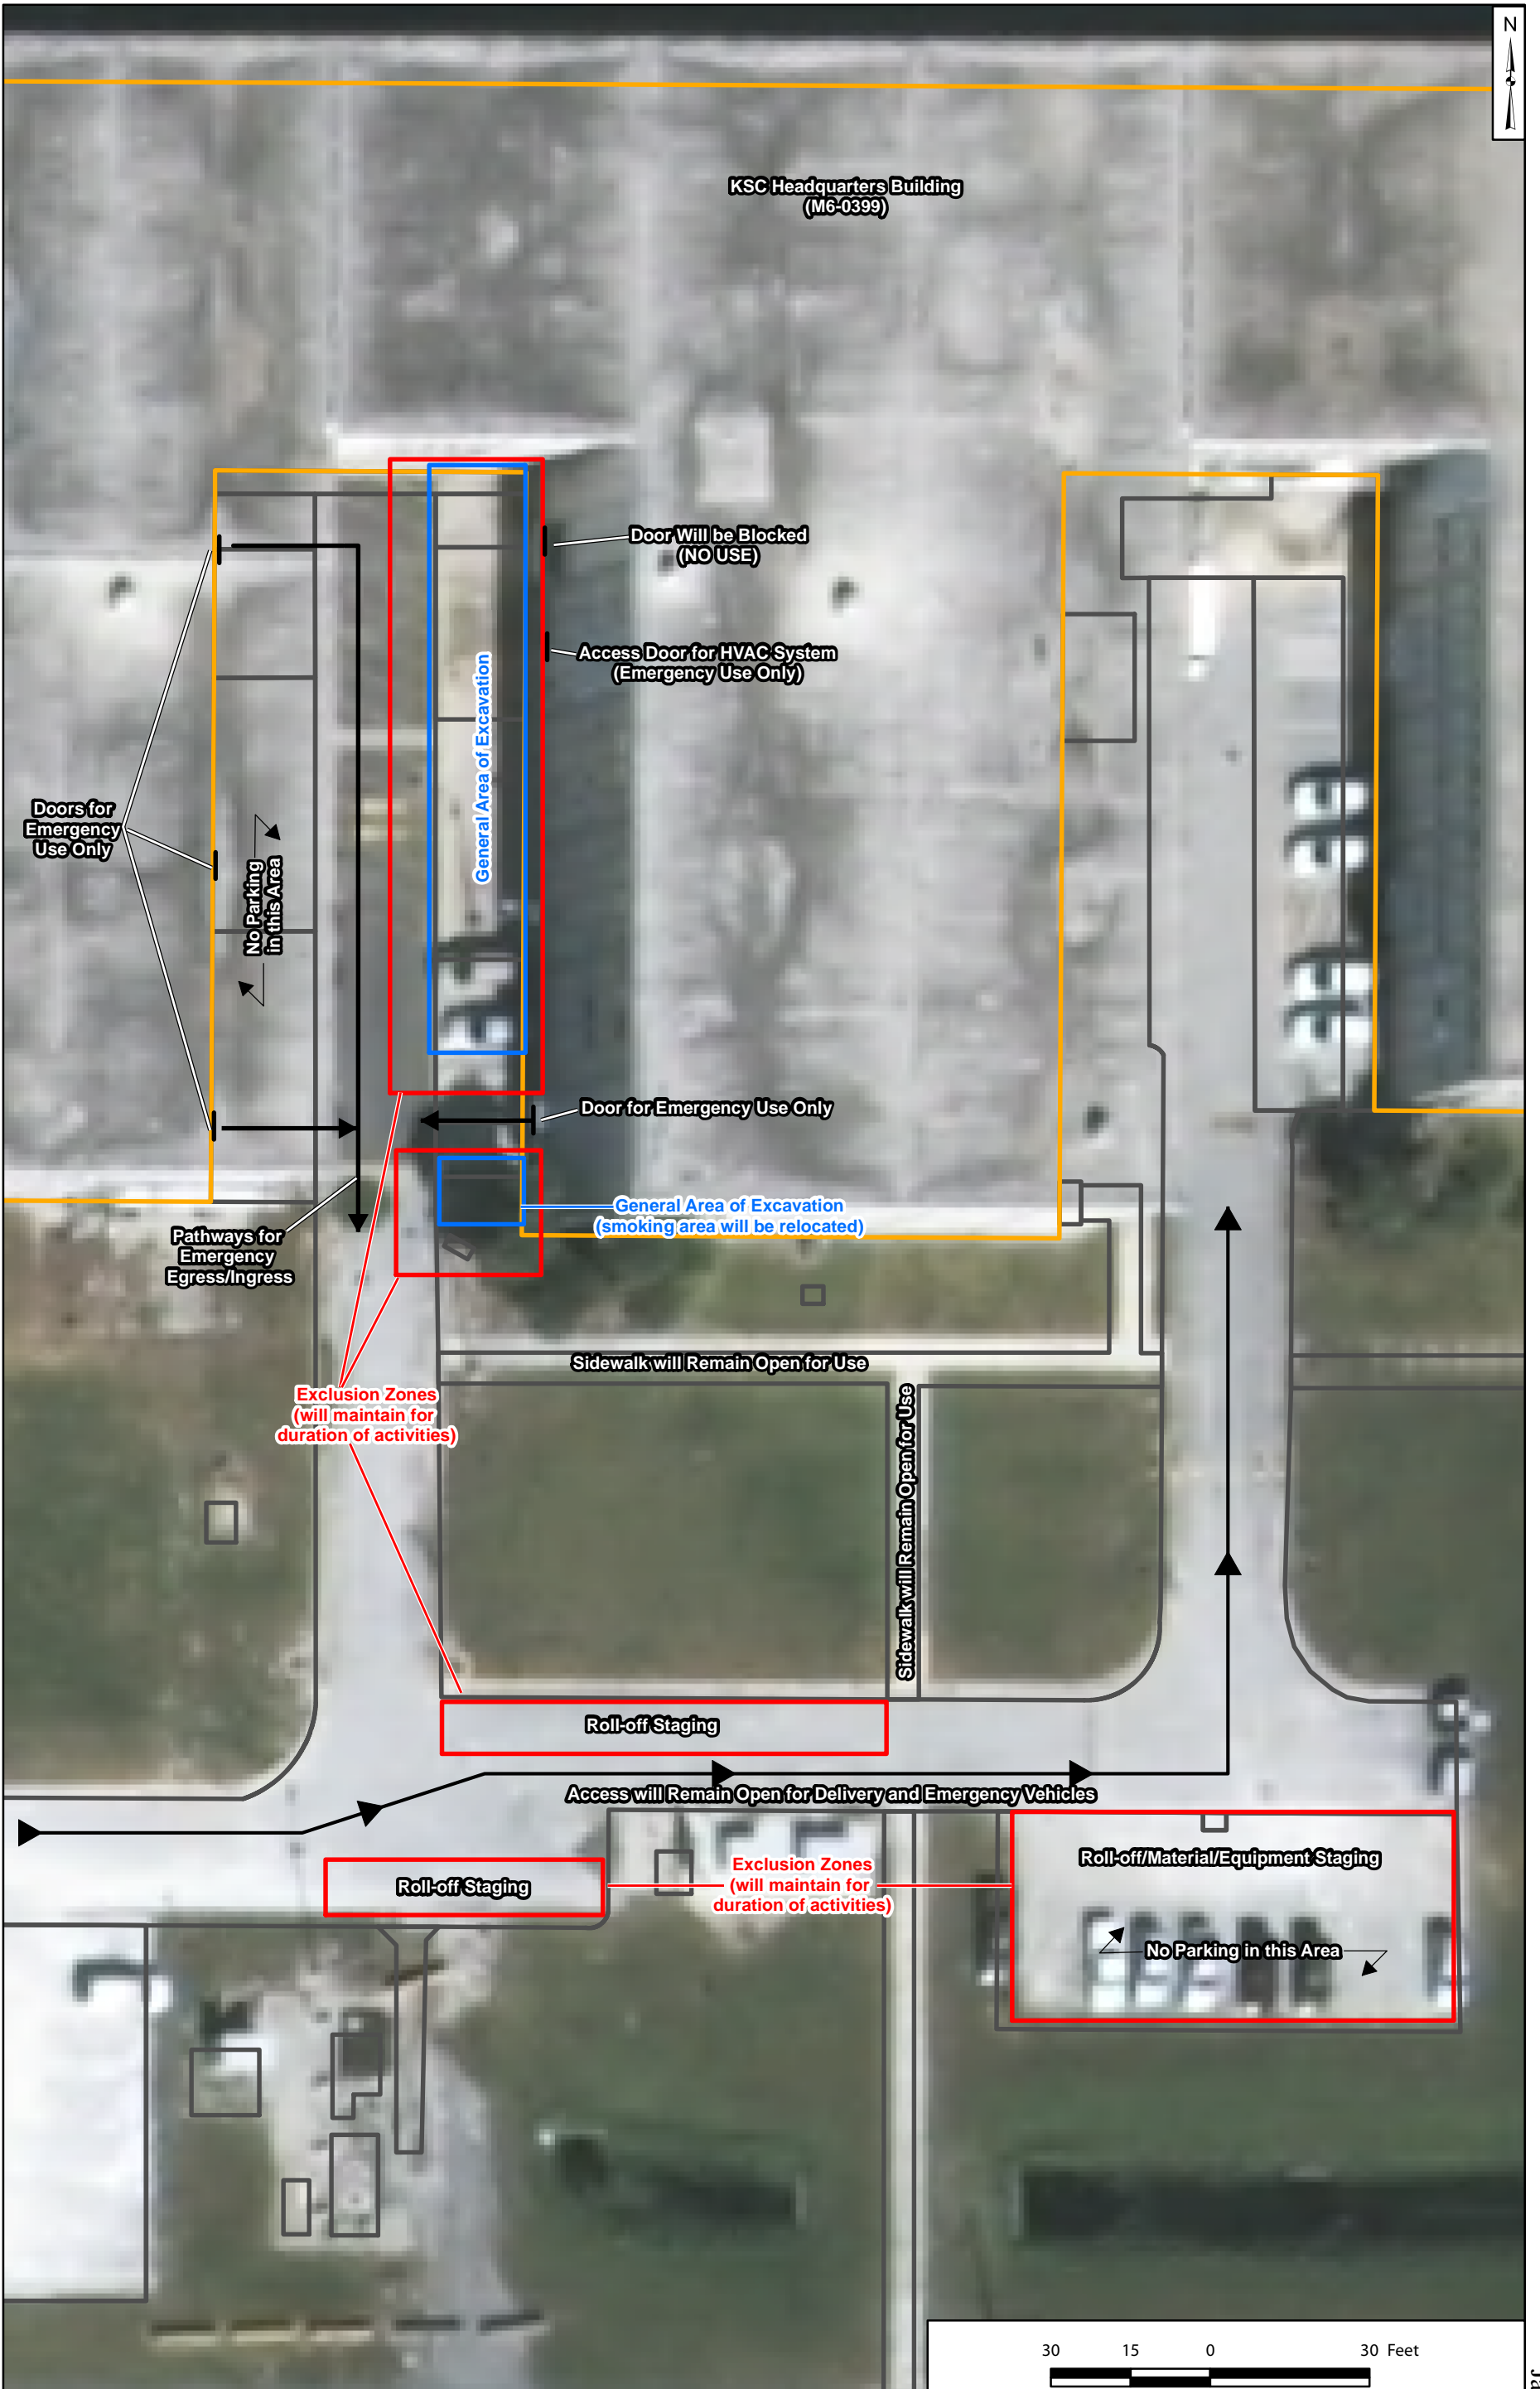 N
KSC Headquarters Building
(M6-0399)
Door Will be Blocked
(NO USE)
Access Door for HVAC System
(Emergency Use Only)
General Area of Excavation
Doors for
Emergency
Use Only
No Parking
in this Area
Door for Emergency Use Only
General Area of Excavation
(smoking area will be relocated)
Pathways for
Emergency
Egress/Ingress
Sidewalk will Remain Open for Use
Exclusion Zones
(will maintain for
duration of activities)
Sidewalk will Remain Open for Use
Roll-off Staging
Access will Remain Open for Delivery and Emergency Vehicles
Roll-off Staging
Exclusion Zones
(will maintain for
duration of activities)
Roll-off/Material/Equipment Staging
No Parking in this Area
30 15 0 30 Feet